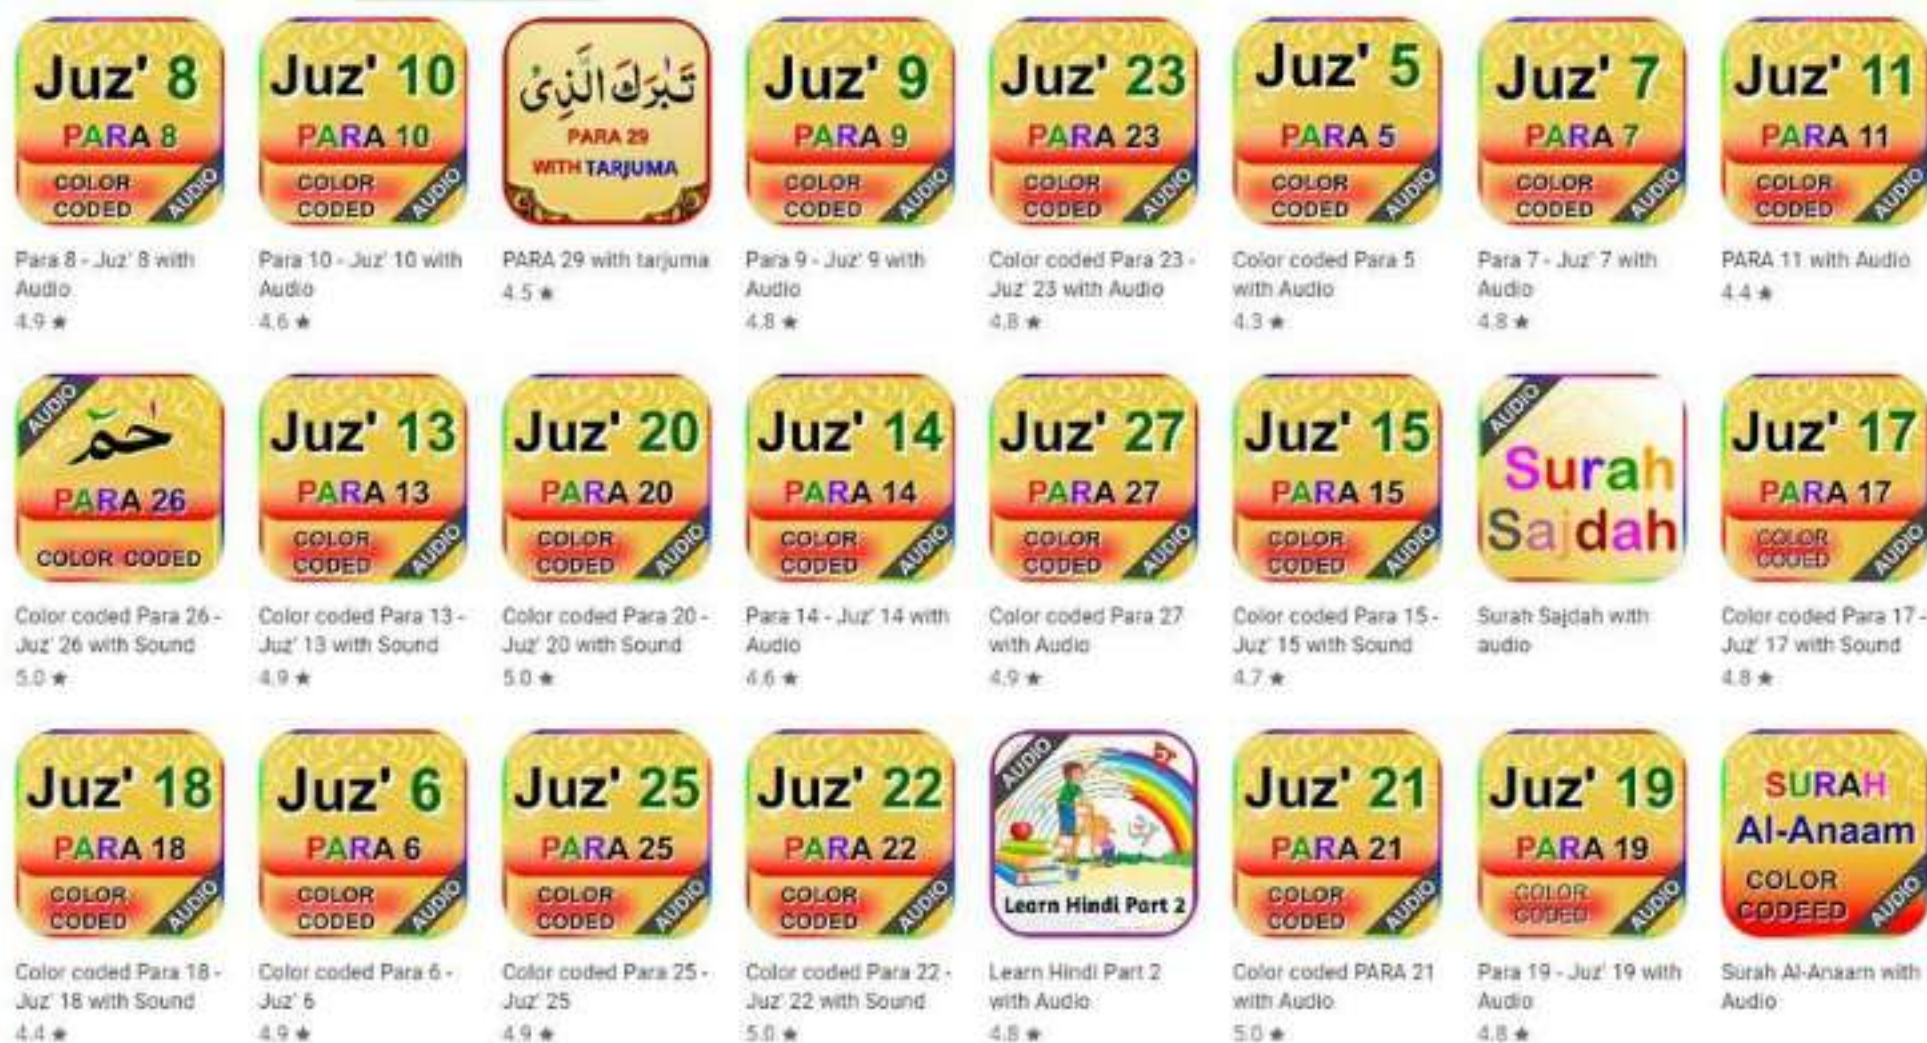 Juz' 8
PARA 8
COLOR
CODED
AUDIO
Para 8 - Juz' 8 with
Audio
4.9 ★
Juz' 10
PARA 10
COLOR
CODED
AUDIO
Para 10 - Juz' 10 with
Audio
4.6 ★
تَبٰرَكَ الَّذِیْ
PARA 29
WITH TARJUMA
PARA 29 with tarjuma
4.5 ★
Juz' 9
PARA 9
COLOR
CODED
AUDIO
Para 9 - Juz' 9 with
Audio
4.8 ★
Juz' 23
PARA 23
COLOR
CODED
AUDIO
Color coded Para 23 -
Juz' 23 with Audio
4.8 ★
Juz' 5
PARA 5
COLOR
CODED
AUDIO
Color coded Para 5
with Audio
4.3 ★
Juz' 7
PARA 7
COLOR
CODED
AUDIO
Para 7 - Juz' 7 with
Audio
4.8 ★
Juz' 11
PARA 11
COLOR
CODED
AUDIO
PARA 11 with Audio
4.4 ★
AUDIO
حٰمٓ
PARA 26
COLOR CODED
Color coded Para 26 -
Juz' 26 with Sound
5.0 ★
Juz' 13
PARA 13
COLOR
CODED
AUDIO
Color coded Para 13 -
Juz' 13 with Sound
4.9 ★
Juz' 20
PARA 20
COLOR
CODED
AUDIO
Color coded Para 20 -
Juz' 20 with Sound
5.0 ★
Juz' 14
PARA 14
COLOR
CODED
AUDIO
Para 14 - Juz' 14 with
Audio
4.6 ★
Juz' 27
PARA 27
COLOR
CODED
AUDIO
Color coded Para 27
with Audio
4.9 ★
Juz' 15
PARA 15
COLOR
CODED
AUDIO
Color coded Para 15 -
Juz' 15 with Sound
4.7 ★
AUDIO
Surah
Sajdah
Surah Sajdah with
audio
Juz' 17
PARA 17
COLOR
CODED
AUDIO
Color coded Para 17 -
Juz' 17 with Sound
4.8 ★
Juz' 18
PARA 18
COLOR
CODED
AUDIO
Color coded Para 18 -
Juz' 18 with Sound
4.4 ★
Juz' 6
PARA 6
COLOR
CODED
AUDIO
Color coded Para 6 -
Juz' 6
4.9 ★
Juz' 25
PARA 25
COLOR
CODED
AUDIO
Color coded Para 25 -
Juz' 25
4.9 ★
Juz' 22
PARA 22
COLOR
CODED
AUDIO
Color coded Para 22 -
Juz' 22 with Sound
5.0 ★
AUDIO
Learn Hindi Part 2
Learn Hindi Part 2
with Audio
4.8 ★
Juz' 21
PARA 21
COLOR
CODED
AUDIO
Color coded PARA 21
with Audio
5.0 ★
Juz' 19
PARA 19
COLOR
CODED
AUDIO
Para 19 - Juz' 19 with
Audio
4.8 ★
SURAH
Al-Anaam
COLOR
CODEED
AUDIO
Surah Al-Anaam with
Audio